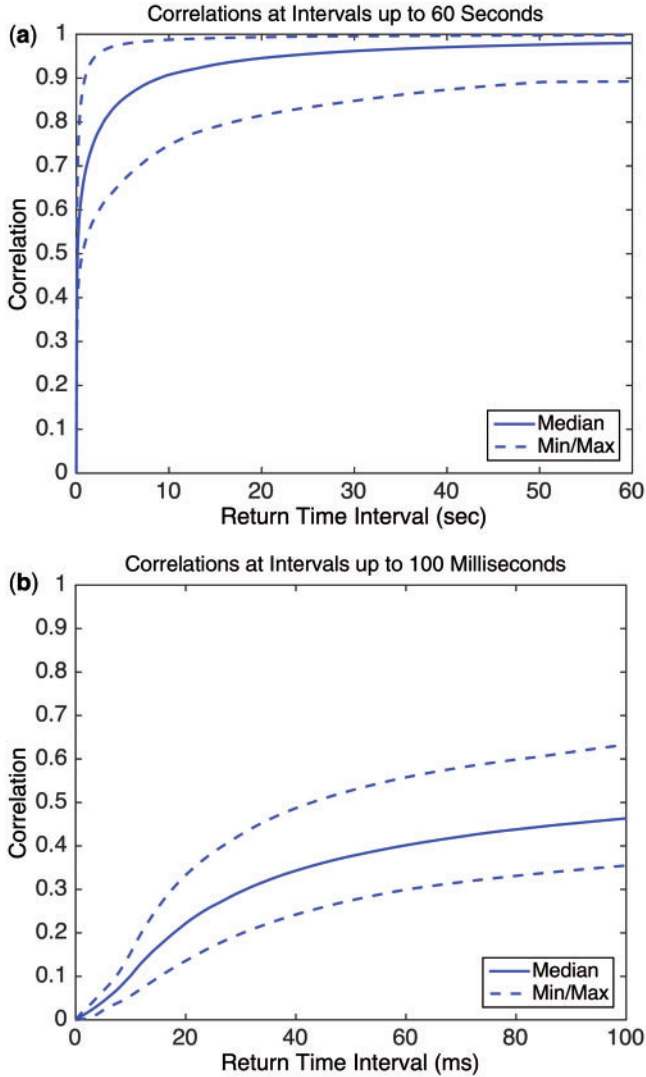 Correlations at Intervals up to 60 Seconds
(a)
1
0.9
0.8
0.7
0.6
0.5
0.4
0.3
0.2
0.1
0
Correlation
Median
Min/Max
0 10 20 30 40 50 60
Return Time Interval (sec)
Correlations at Intervals up to 100 Milliseconds
(b)
1
0.9
0.8
0.7
0.6
0.5
0.4
0.3
0.2
0.1
0
Correlation
Median
Min/Max
0 20 40 60 80 100
Return Time Interval (ms)